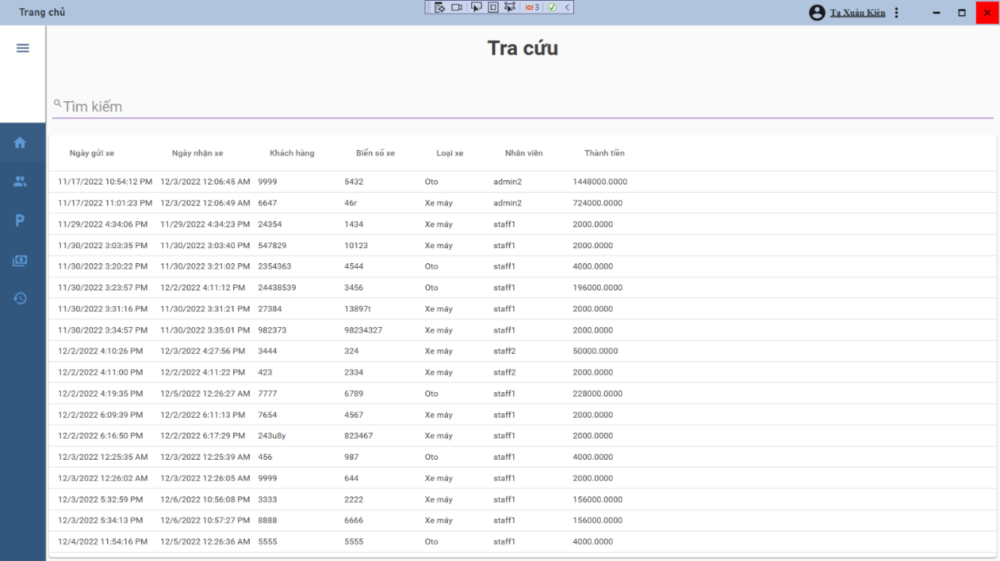 Trang chủ
3
Tạ Xuân Kiên
Tra cứu
Tìm kiếm
Ngày gửi xe Ngày nhận xe Khách hàng Biển số xe Loại xe Nhân viên Thành tiền
11/17/2022 10:54:12 PM 12/3/2022 12:06:45 AM 9999 5432 Oto admin2 1448000.0000
11/17/2022 11:01:23 PM 12/3/2022 12:06:49 AM 6647 46r Xe máy admin2 724000.0000
11/29/2022 4:34:06 PM 11/29/2022 4:34:23 PM 24354 1434 Xe máy staff1 2000.0000
11/30/2022 3:03:35 PM 11/30/2022 3:03:40 PM 547829 10123 Xe máy staff1 2000.0000
11/30/2022 3:20:22 PM 11/30/2022 3:21:02 PM 2354363 4544 Oto staff1 4000.0000
11/30/2022 3:23:57 PM 12/2/2022 4:11:12 PM 24438539 3456 Oto staff1 196000.0000
11/30/2022 3:31:16 PM 11/30/2022 3:31:21 PM 27384 13897t Xe máy staff1 2000.0000
11/30/2022 3:34:57 PM 11/30/2022 3:35:01 PM 982373 98234327 Xe máy staff1 2000.0000
12/2/2022 4:10:26 PM 12/3/2022 4:27:56 PM 3444 324 Xe máy staff2 50000.0000
12/2/2022 4:11:00 PM 12/2/2022 4:11:22 PM 423 2334 Xe máy staff2 2000.0000
12/2/2022 4:19:35 PM 12/5/2022 12:26:27 AM 7777 6789 Oto staff1 228000.0000
12/2/2022 6:09:39 PM 12/2/2022 6:11:13 PM 7654 4567 Xe máy staff1 2000.0000
12/2/2022 6:16:50 PM 12/2/2022 6:17:29 PM 243u8y 823467 Xe máy staff1 2000.0000
12/3/2022 12:25:35 AM 12/3/2022 12:25:39 AM 456 987 Oto staff1 4000.0000
12/3/2022 12:26:02 AM 12/3/2022 12:26:05 AM 9999 644 Xe máy staff1 2000.0000
12/3/2022 5:32:59 PM 12/6/2022 10:56:08 PM 3333 2222 Xe máy staff1 156000.0000
12/3/2022 5:34:13 PM 12/6/2022 10:57:27 PM 8888 6666 Xe máy staff1 156000.0000
12/4/2022 11:54:16 PM 12/5/2022 12:26:36 AM 5555 5555 Oto staff1 4000.0000